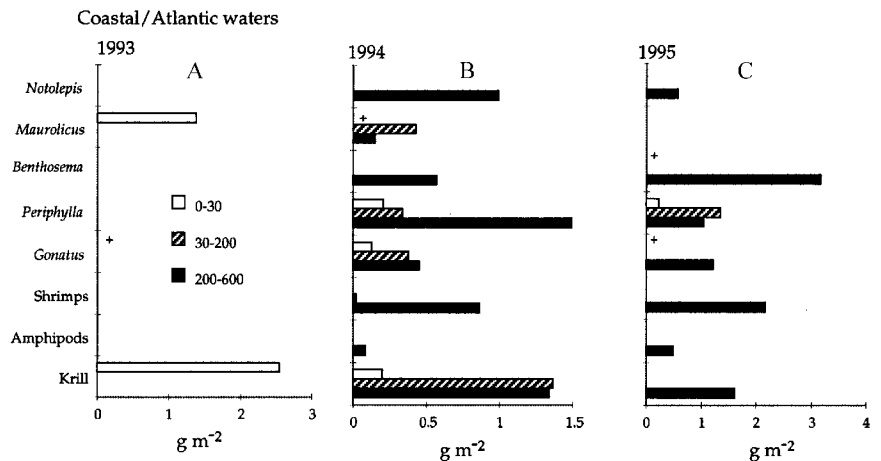 Coastal/Atlantic waters
1993
A
1994
B
1995
C
Notolepis
Maurolicus
Benthosema
Periphylla
Gonatus
Shrimps
Amphipods
Krill
0-30
30-200
200-600
+
+
+
+
0 1 2 3
g m-2
0 0.5 1 1.5
g m-2
0 1 2 3 4
g m-2